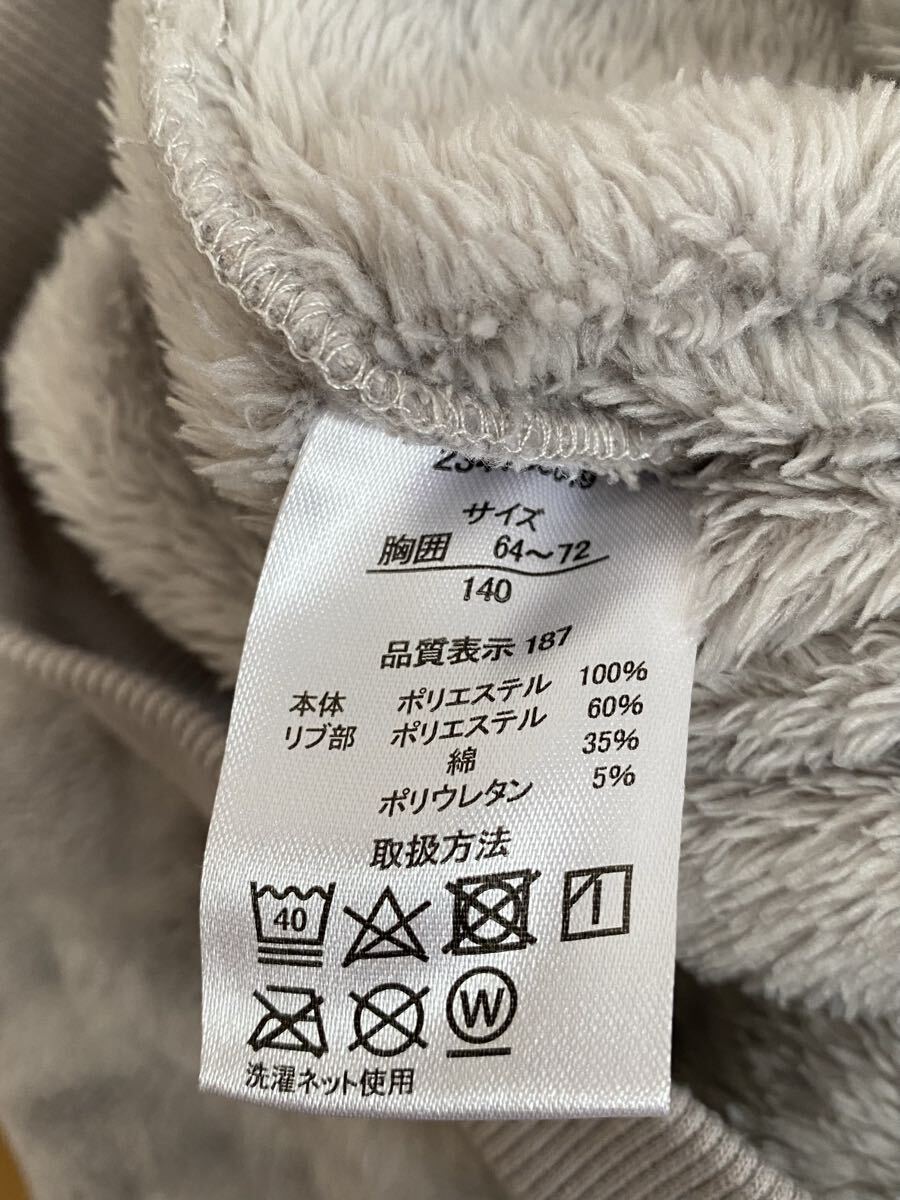 サイズ
胸囲 64～72
140
品質表示 187
本体 ポリエステル 100%
リブ部 ポリエステル 60%
綿 35%
ポリウレタン 5%
取扱方法
40
W
洗濯ネット使用